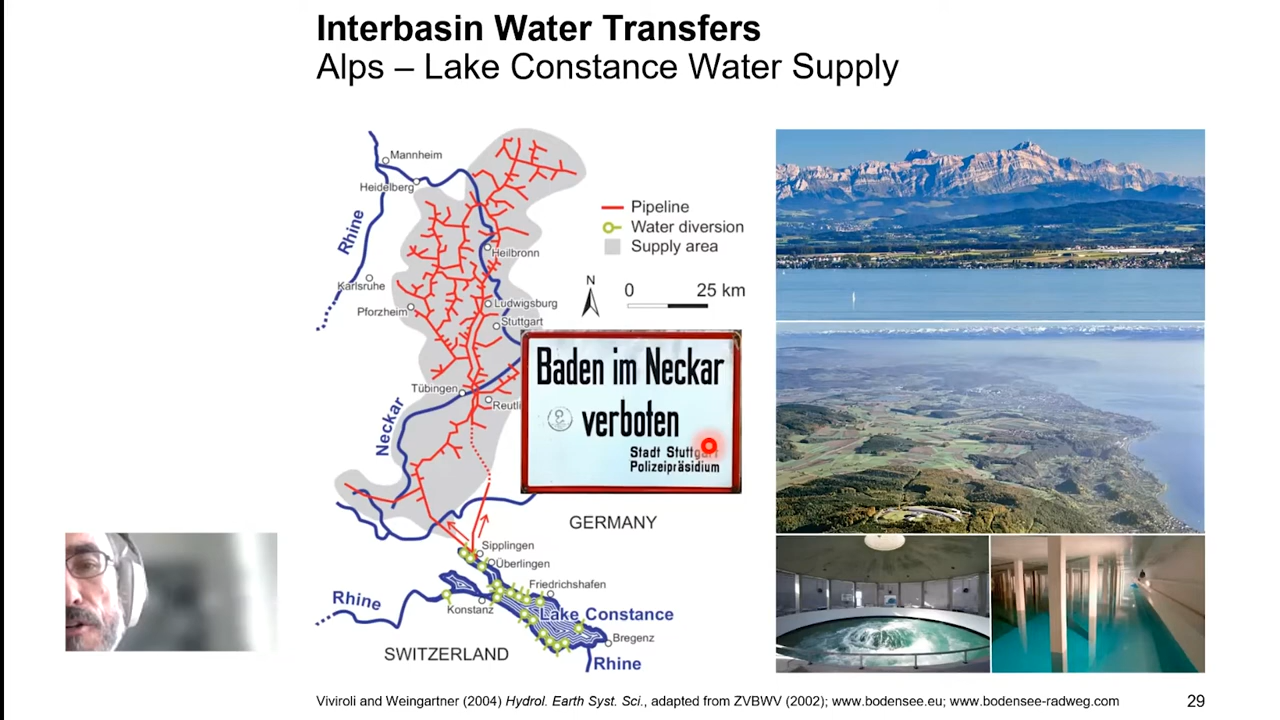 Interbasin Water Transfers
Alps – Lake Constance Water Supply
Mannheim
Heidelberg
Rhine
Karlsruhe
Pforzheim
Heilbronn
Ludwigsburg
Stuttgart
Tübingen
Reutli
Neckar
Pipeline
Water diversion
Supply area
N
0 25 km
Baden im Neckar
verboten
Stadt Stuttgart
Polizeipräsidium
GERMANY
Sipplingen
Überlingen
Friedrichshafen
Rhine
Konstanz
Lake Constance
Bregenz
SWITZERLAND
Rhine
Viviroli and Weingartner (2004) Hydrol. Earth Syst. Sci., adapted from ZVBWV (2002); www.bodensee.eu; www.bodensee-radweg.com
29